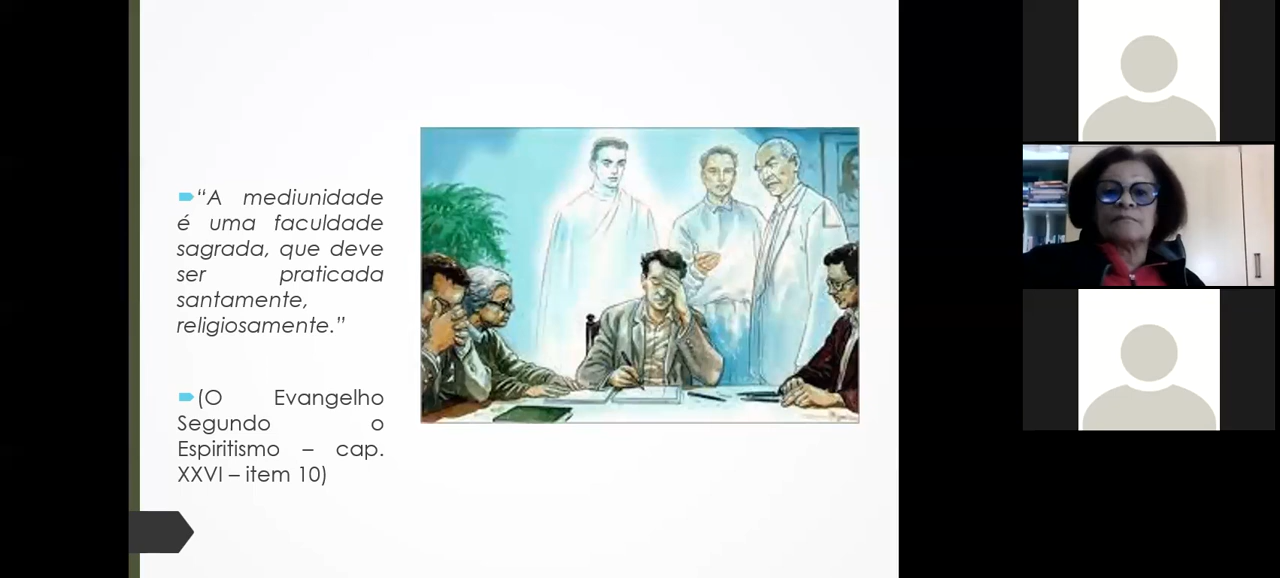 “A mediunidade
é uma faculdade
sagrada, que deve
ser praticada
santamente,
religiosamente.”
(O Evangelho
Segundo o
Espiritismo – cap.
XXVI – item 10)